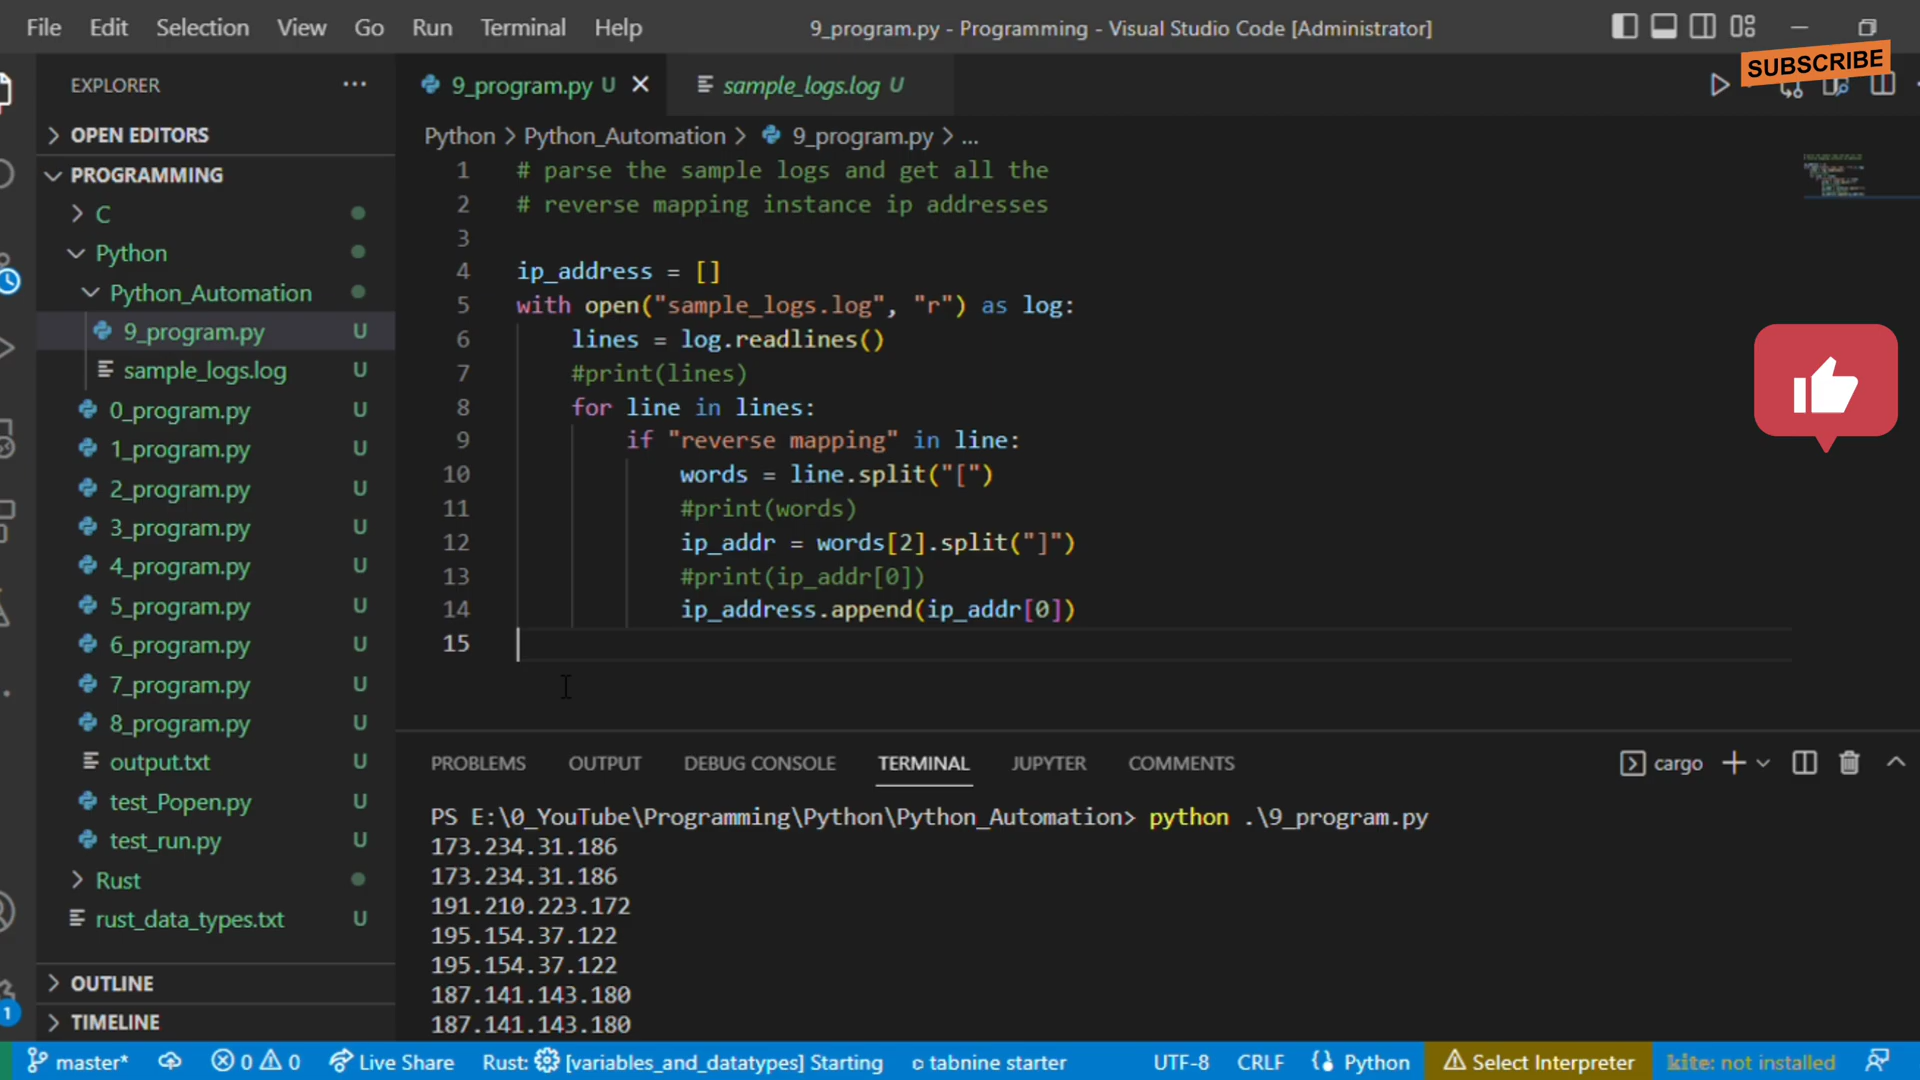 File Edit Selection View Go Run Terminal Help
9_program.py - Programming - Visual Studio Code [Administrator]
SUBSCRIBE
EXPLORER
OPEN EDITORS
PROGRAMMING
C
Python
Python_Automation
9_program.py U
sample_logs.log U
0_program.py U
1_program.py U
2_program.py U
3_program.py U
4_program.py U
5_program.py U
6_program.py U
7_program.py U
8_program.py U
output.txt U
test_Popen.py U
test_run.py U
Rust
rust_data_types.txt U
OUTLINE
TIMELINE
9_program.py U
sample_logs.log U
Python > Python_Automation > 9_program.py > ...
1 # parse the sample logs and get all the
2 # reverse mapping instance ip addresses
3
4 ip_address = []
5 with open("sample_logs.log", "r") as log:
6 lines = log.readlines()
7 #print(lines)
8 for line in lines:
9 if "reverse mapping" in line:
10 words = line.split("[")
11 #print(words)
12 ip_addr = words[2].split("]")
13 #print(ip_addr[0])
14 ip_address.append(ip_addr[0])
15
PROBLEMS OUTPUT DEBUG CONSOLE TERMINAL JUPYTER COMMENTS
cargo
PS E:\0_YouTube\Programming\Python\Python_Automation> python .\9_program.py
173.234.31.186
173.234.31.186
191.210.223.172
195.154.37.122
195.154.37.122
187.141.143.180
187.141.143.180
1
master* 0 0 Live Share Rust: [variables_and_datatypes] Starting tabnine starter UTF-8 CRLF Python Select Interpreter kite: not installed